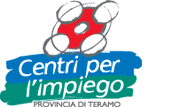 Centri per
l'impiego
PROVINCIA DI TERAMO